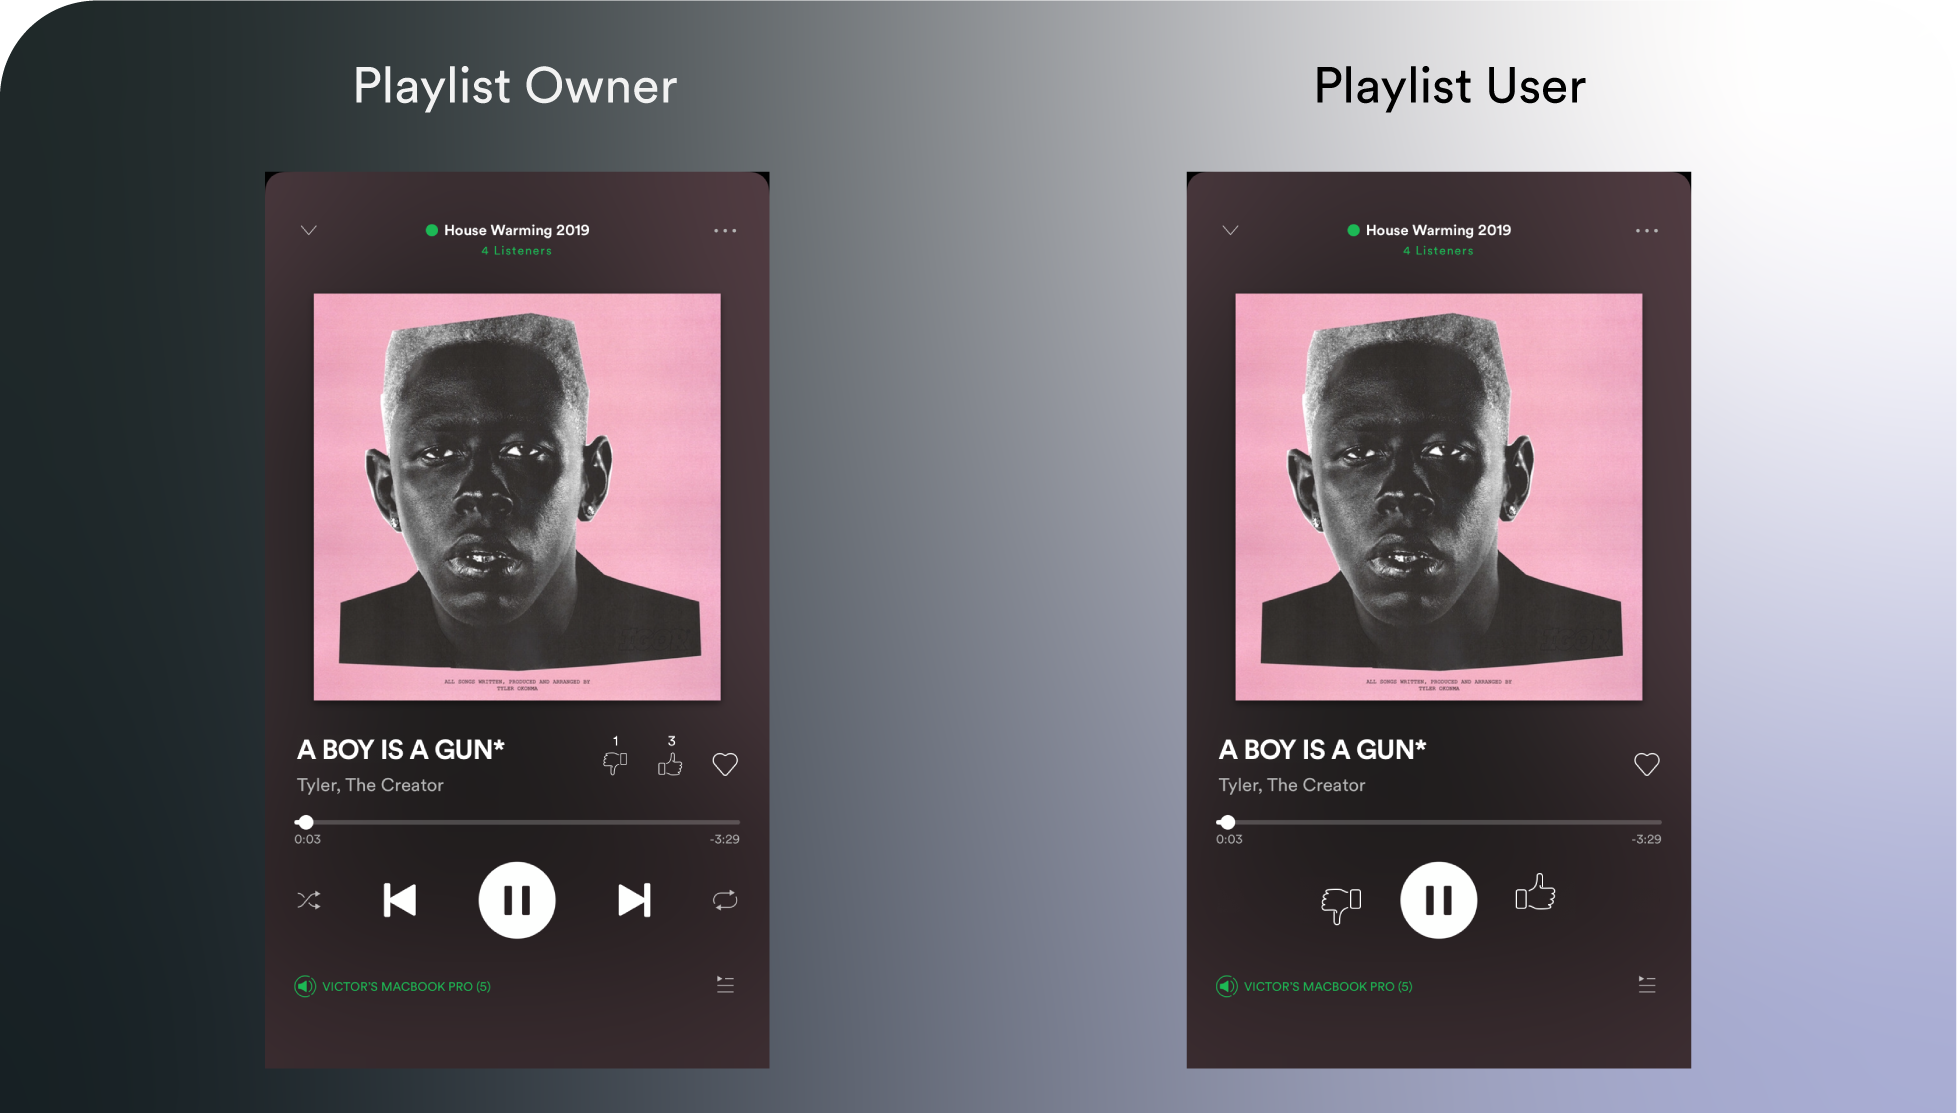 Playlist Owner
House Warming 2019
4 Listeners
ALL SONGS WRITTEN, PRODUCED AND ARRANGED BY
TYLER OKONMA
A BOY IS A GUN*
1
3
Tyler, The Creator
0:03
-3:29
VICTOR'S MACBOOK PRO (5)
Playlist User
House Warming 2019
4 Listeners
ALL SONGS WRITTEN, PRODUCED AND ARRANGED BY
TYLER OKONMA
A BOY IS A GUN*
Tyler, The Creator
0:03
-3:29
VICTOR'S MACBOOK PRO (5)